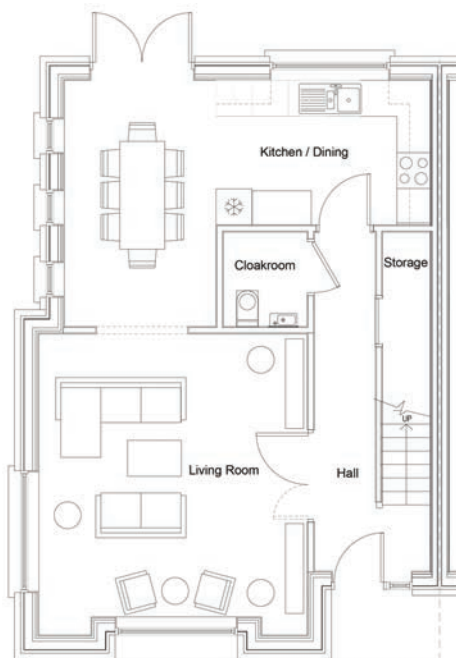 Kitchen / Dining
Cloakroom
Storage
UP
Living Room
Hall